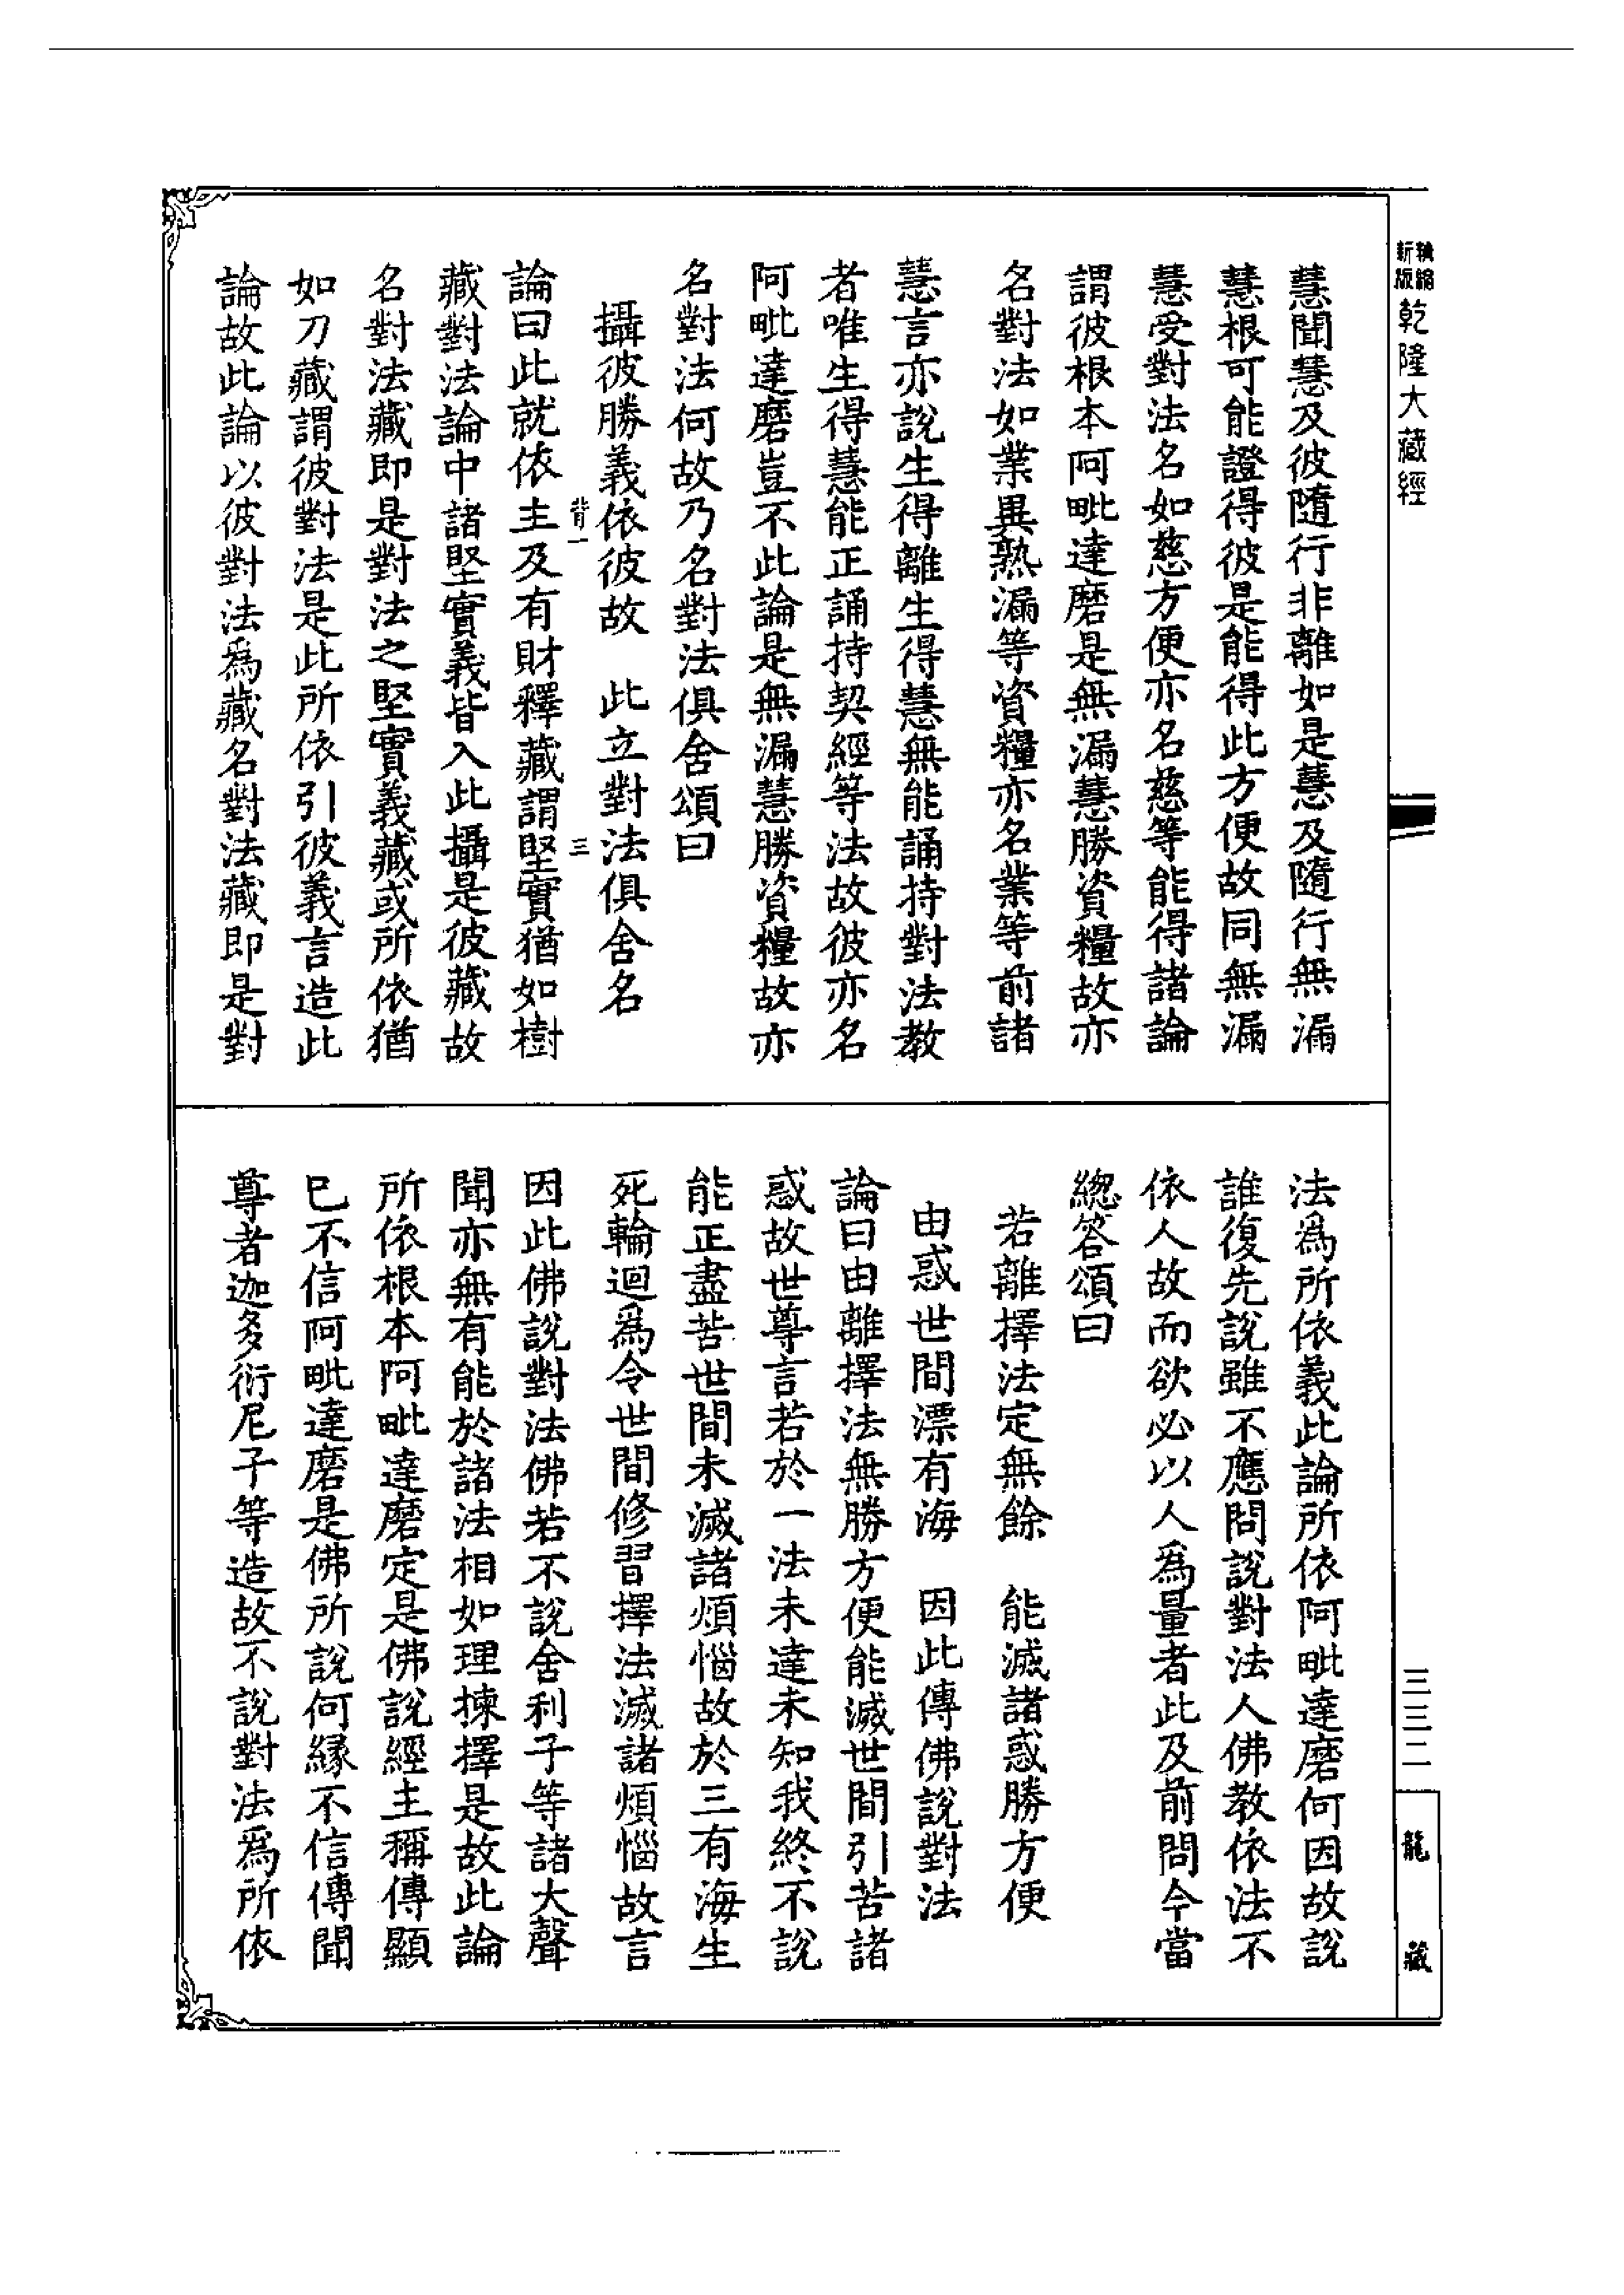 精縮新版乾隆大藏經
慧聞慧及彼隨行非離如是慧及隨行無漏
慧根可能證得彼是能得此方便故同無漏
慧受對法名如慈方便亦名慈等能得諸論
謂彼根本阿毗達磨是無漏慧勝資糧故亦
名對法如業異熟漏等資糧亦名業等前諸
慧言亦說生得離生得慧無能誦持對法教
者唯生得慧能正誦持契經等法故彼亦名
阿毗達磨豈不此論是無漏慧勝資糧故亦
名對法何故乃名對法俱舍頌曰
攝彼勝義依彼故　此立對法俱舍名
背一　三
論曰此就依主及有財釋藏謂堅實猶如樹
藏對法論中諸堅實義皆入此攝是彼藏故
名對法藏即是對法之堅實義藏或所依猶
如刀藏謂彼對法是此所依引彼義言造此
論故此論以彼對法爲藏名對法藏即是對
法爲所依義此論所依阿毗達磨何因故說
誰復先說雖不應問說對法人佛教依法不
依人故而欲必以人爲量者此及前問今當
總答頌曰
若離擇法定無餘　能滅諸惑勝方便
由惑世間漂有海　因此傳佛說對法
論曰由離擇法無勝方便能滅世間引苦諸
惑故世尊言若於一法未達未知我終不說
能正盡苦世間未滅諸煩惱故於三有海生
死輪迴爲令世間修習擇法滅諸煩惱故言
因此佛說對法佛若不說舍利子等諸大聲
聞亦無有能於諸法相如理揀擇是故此論
所依根本阿毗達磨定是佛說經主稱傳顯
已不信阿毗達磨是佛所說何緣不信傳聞
尊者迦多衍尼子等造故不說對法爲所依
三三二
龍藏